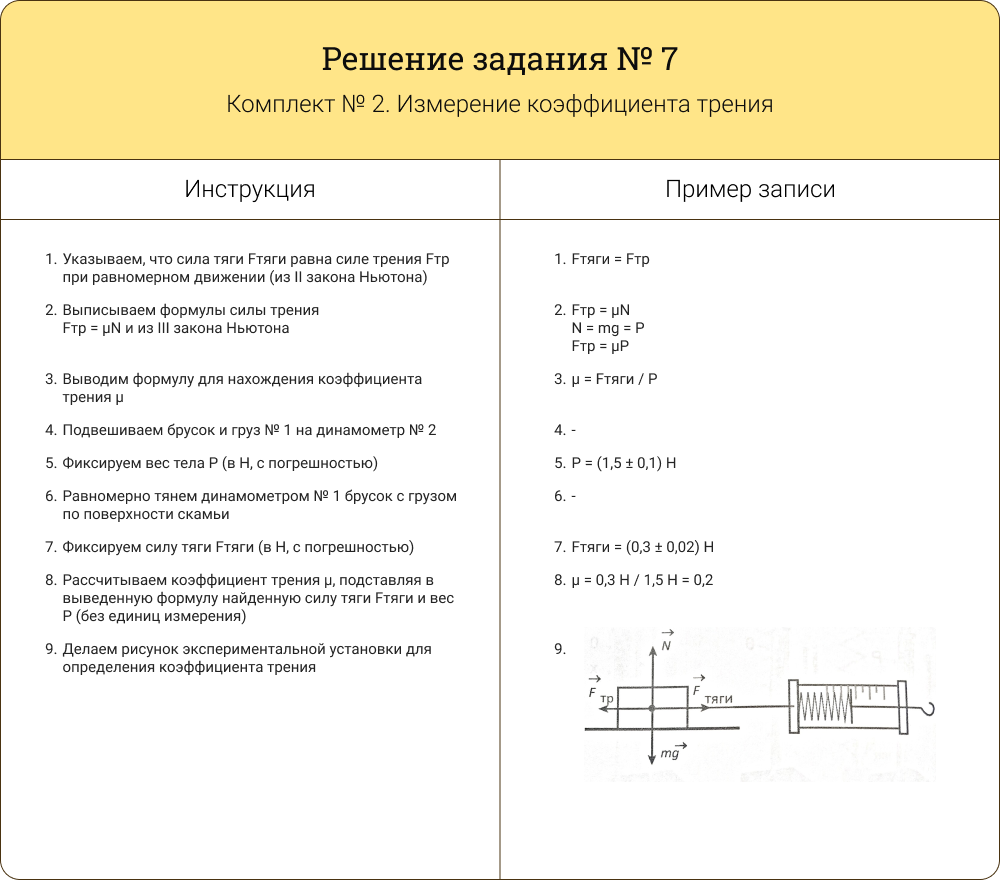 Решение задания № 7
Комплект № 2. Измерение коэффициента трения
Инструкция
1. Указываем, что сила тяги Fтяги равна силе трения Fтр
при равномерном движении (из II закона Ньютона)
2. Выписываем формулы силы трения
Fтр = μN и из III закона Ньютона
3. Выводим формулу для нахождения коэффициента
трения μ
4. Подвешиваем брусок и груз № 1 на динамометр № 2
5. Фиксируем вес тела P (в Н, с погрешностью)
6. Равномерно тянем динамометром № 1 брусок с грузом
по поверхности скамьи
7. Фиксируем силу тяги Fтяги (в Н, с погрешностью)
8. Рассчитываем коэффициент трения μ, подставляя в
выведенную формулу найденную силу тяги Fтяги и вес
P (без единиц измерения)
9. Делаем рисунок экспериментальной установки для
определения коэффициента трения
Пример записи
1. Fтяги = Fтр
2. Fтр = μN
N = mg = P
Fтр = μP
3. μ = Fтяги / P
4. -
5. P = (1,5 ± 0,1) Н
6. -
7. Fтяги = (0,3 ± 0,02) Н
8. μ = 0,3 Н / 1,5 Н = 0,2
9.
N
F тр
F тяги
mg